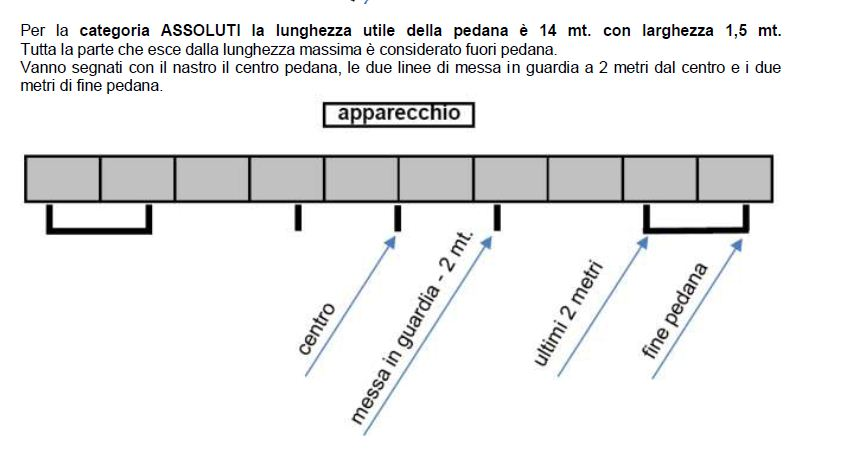 Per la categoria ASSOLUTI la lunghezza utile della pedana è 14 mt. con larghezza 1,5 mt.
Tutta la parte che esce dalla lunghezza massima è considerato fuori pedana.
Vanno segnati con il nastro il centro pedana, le due linee di messa in guardia a 2 metri dal centro e i due
metri di fine pedana.
apparecchio
centro
messa in guardia - 2 mt.
ultimi 2 metri
fine pedana